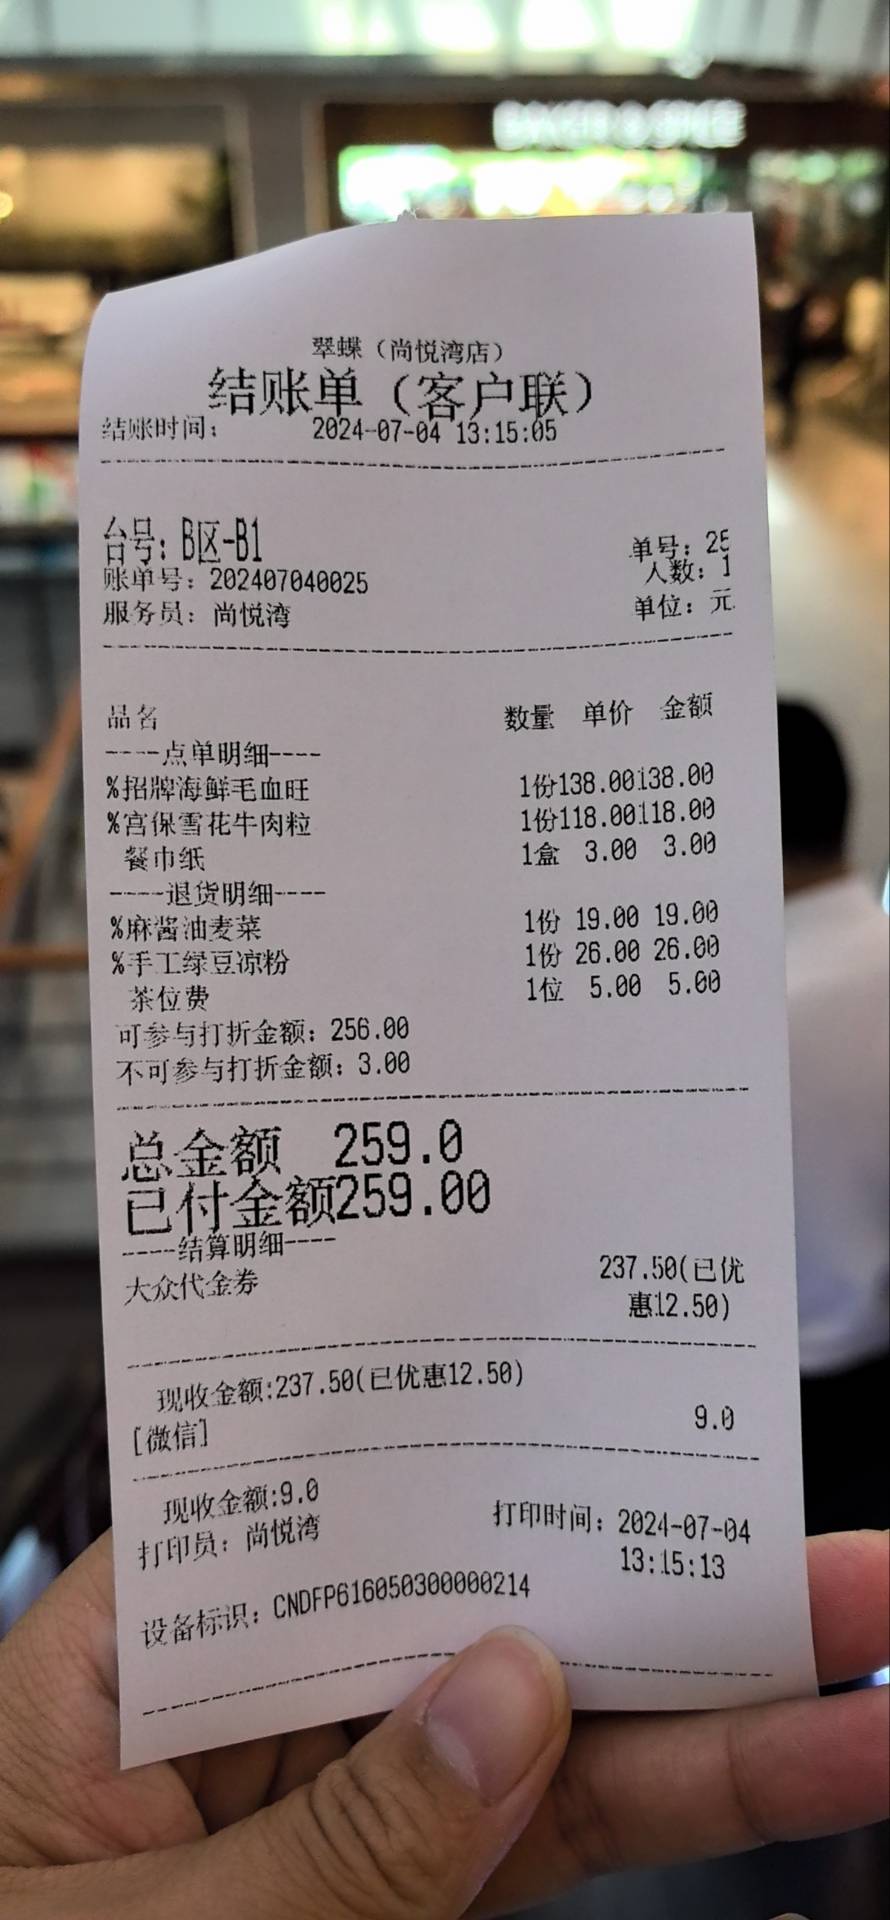 BAKER & SPICE
翠蝶（尚悦湾店）
结账单（客户联）
结账时间： 2024-07-04 13:15:05
台号：B区-B1
单号：25
账单号：202407040025 人数：1
服务员：尚悦湾 单位：元
品名 数量 单价 金额
----点单明细----
%招牌海鲜毛血旺 1份138.00138.00
%宫保雪花牛肉粒 1份118.00118.00
餐巾纸 1盒 3.00 3.00
----退货明细----
%麻酱油麦菜 1份 19.00 19.00
%手工绿豆凉粉 1份 26.00 26.00
茶位费 1位 5.00 5.00
可参与打折金额：256.00
不可参与打折金额：3.00
总金额 259.0
已付金额259.00
----结算明细----
大众代金券 237.50(已优
惠12.50)
现收金额:237.50(已优惠12.50)
[微信] 9.0
现收金额:9.0
打印员：尚悦湾 打印时间：2024-07-04
13:15:13
设备标识：CNDFP616050300000214